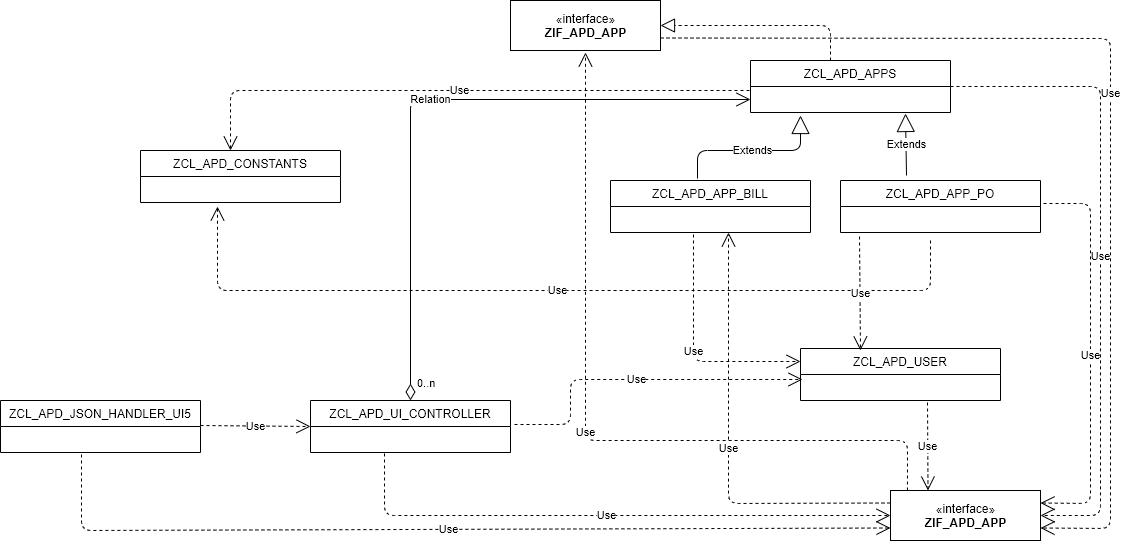 «interface»
ZIF_APD_APP
ZCL_APD_APPS
Use
Use
Relation
Extends
Extends
ZCL_APD_CONSTANTS
ZCL_APD_APP_BILL
ZCL_APD_APP_PO
Use
Use
Use
Use
Use
ZCL_APD_USER
Use
0..n
ZCL_APD_JSON_HANDLER_UI5
Use
ZCL_APD_UI_CONTROLLER
Use
Use
Use
«interface»
ZIF_APD_APP
Use
Use